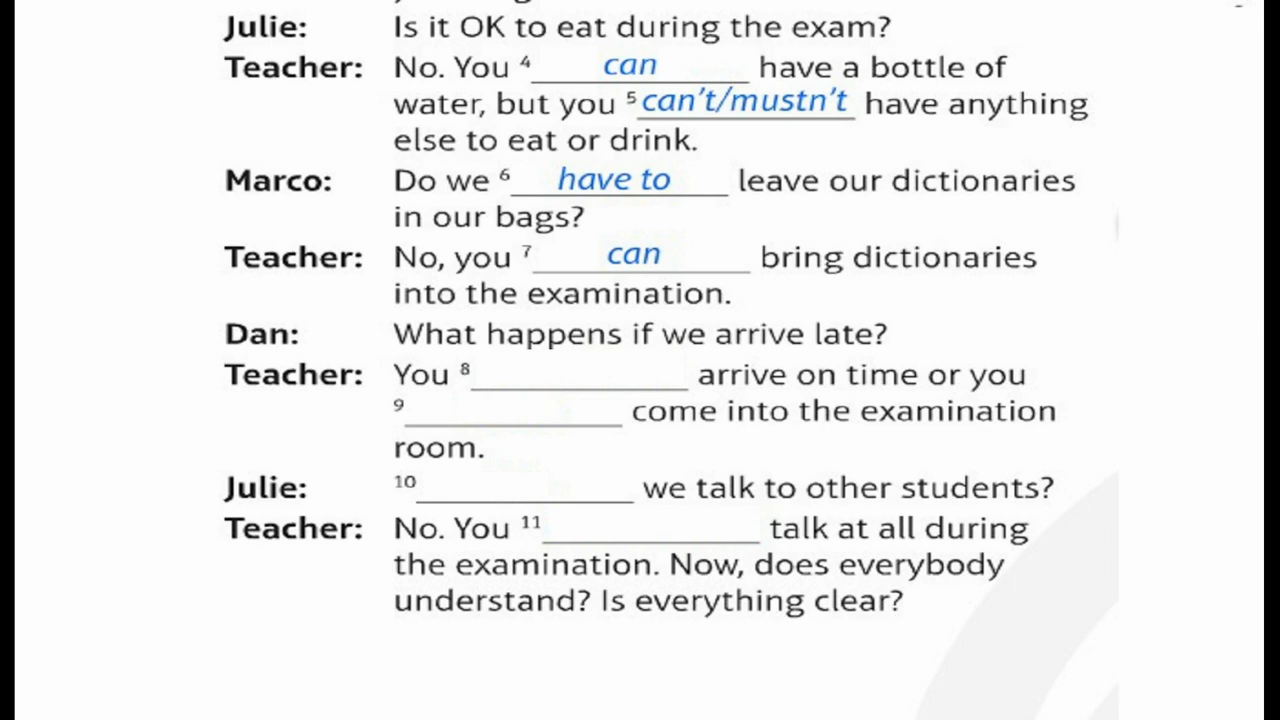 Julie: Is it OK to eat during the exam?
Teacher: No. You 4 can have a bottle of
water, but you 5 can't/mustn't have anything
else to eat or drink.
Marco: Do we 6 have to leave our dictionaries
in our bags?
Teacher: No, you 7 can bring dictionaries
into the examination.
Dan: What happens if we arrive late?
Teacher: You 8 arrive on time or you
9 come into the examination
room.
Julie: 10 we talk to other students?
Teacher: No. You 11 talk at all during
the examination. Now, does everybody
understand? Is everything clear?